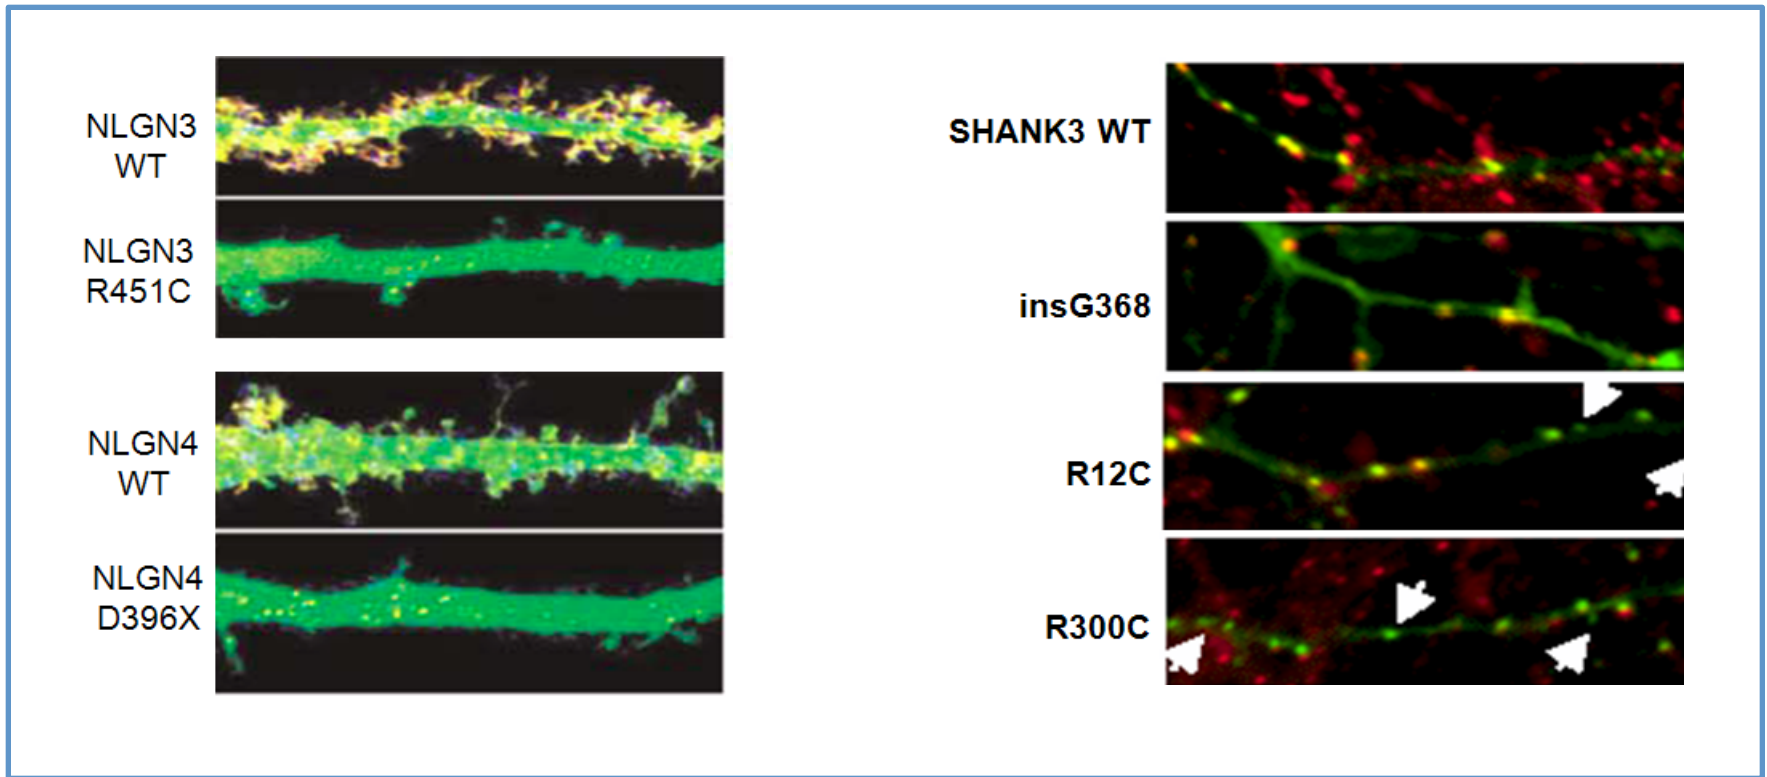 NLGN3
WT
NLGN3
R451C
NLGN4
WT
NLGN4
D396X
SHANK3 WT
insG368
R12C
R300C